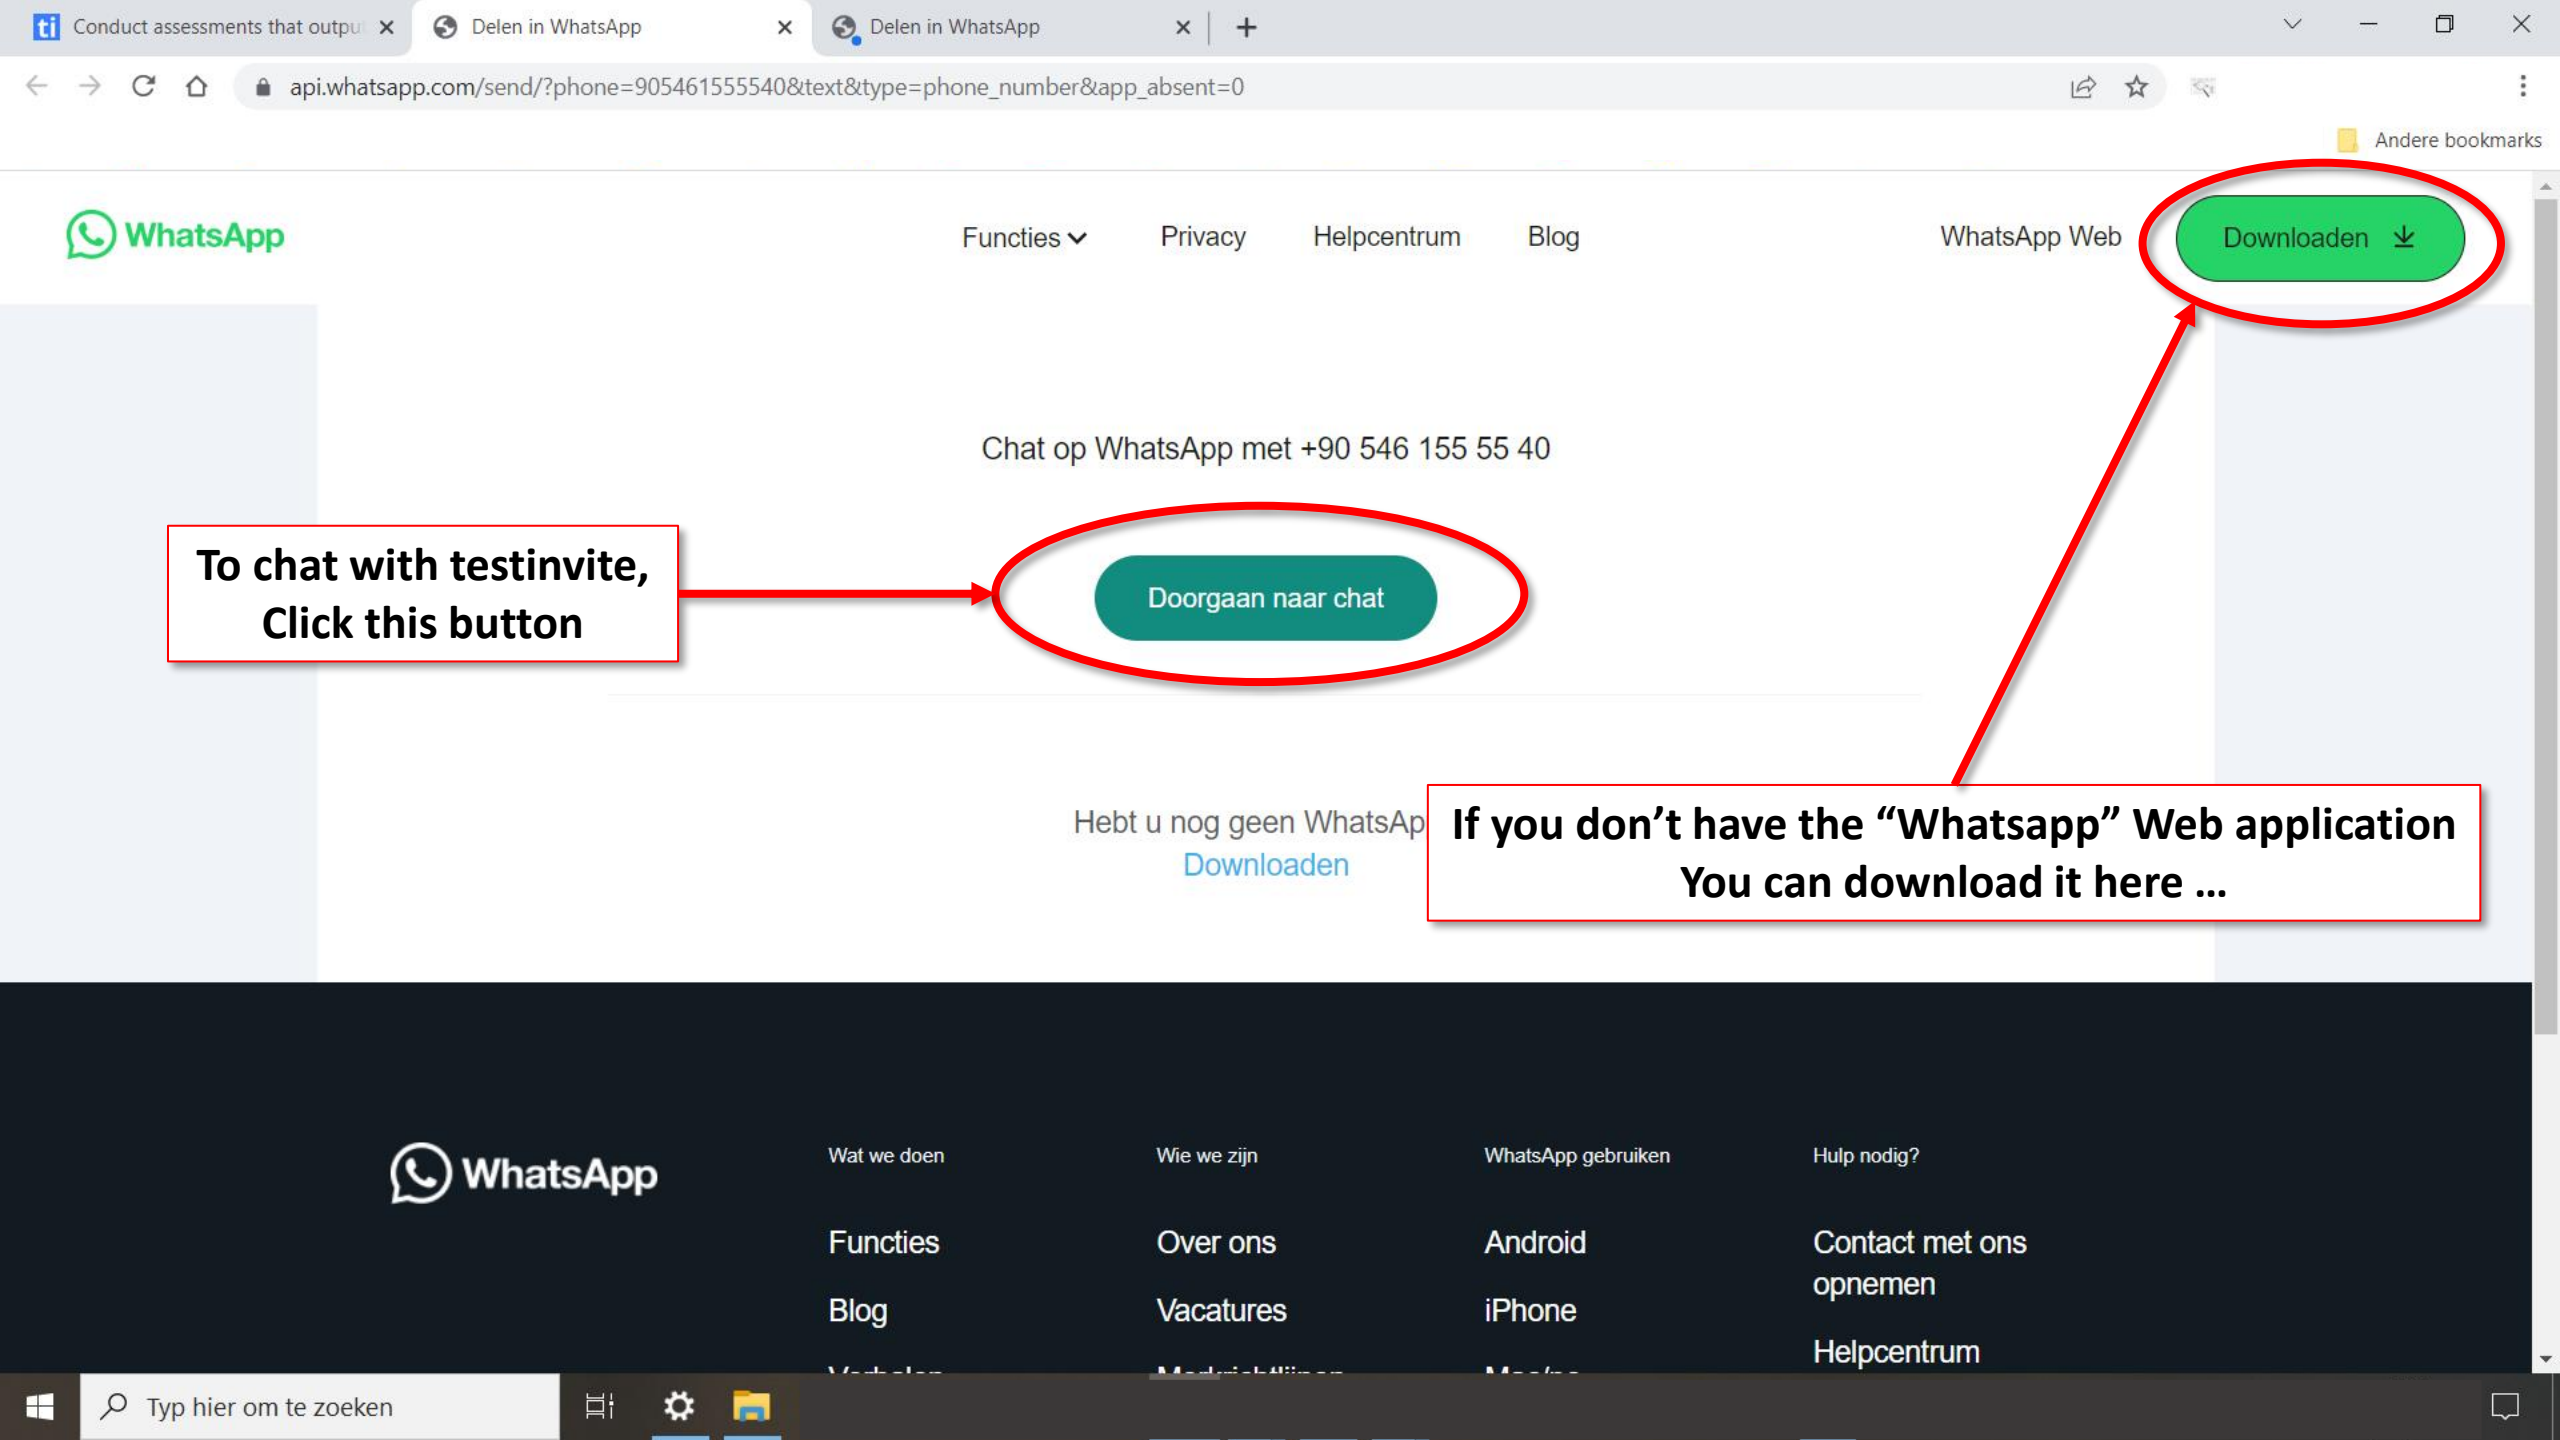 ti Conduct assessments that outpu
Delen in WhatsApp
Delen in WhatsApp
api.whatsapp.com/send/?phone=905461555540&text&type=phone_number&app_absent=0
Andere bookmarks
WhatsApp
Functies
Privacy
Helpcentrum
Blog
WhatsApp Web
Downloaden
Chat op WhatsApp met +90 546 155 55 40
To chat with testinvite,
Click this button
Doorgaan naar chat
Hebt u nog geen WhatsAp
Downloaden
If you don’t have the “Whatsapp” Web application
You can download it here ...
WhatsApp
Wat we doen
Wie we zijn
WhatsApp gebruiken
Hulp nodig?
Functies
Over ons
Android
Contact met ons
opnemen
Blog
Vacatures
iPhone
Helpcentrum
Typ hier om te zoeken